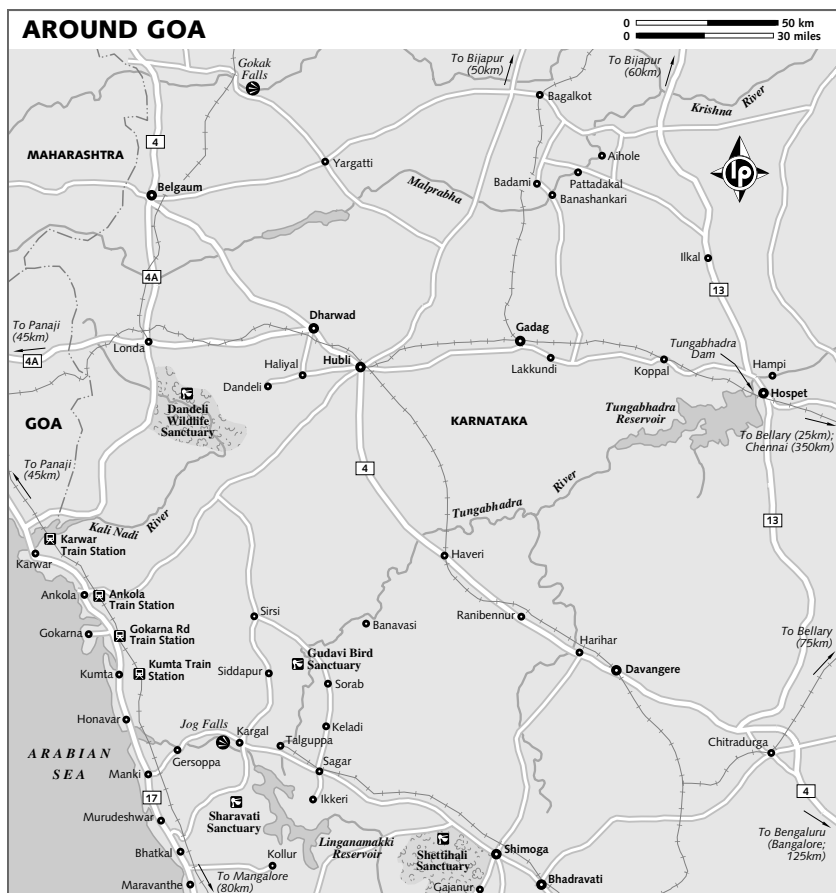 AROUND GOA
0 50 km
0 30 miles
To Bijapur
(50km)
To Bijapur
(60km)
Gokak
Falls
Bagalkot
Krishna
River
4
MAHARASHTRA
Yargatti
Aihole
lp
Belgaum
Badami
Pattadakal
Malprabha
Banashankari
Ilkal
4A
13
To Panaji
(45km)
Dharwad
Gadag
Tungabhadra
Dam
4A
Londa
Haliyal
Hubli
Lakkundi
Koppal
Hampi
Dandeli
Hospet
Dandeli
Wildlife
Sanctuary
GOA
KARNATAKA
Tungabhadra
Reservoir
To Bellary (25km);
Chennai (350km)
To Panaji
(45km)
4
River
Tungabhadra
Kali Nadi
River
13
Karwar
Train Station
Karwar
Haveri
Ankola
Ankola
Train Station
Sirsi
Banavasi
Ranibennur
Gokarna
Gokarna Rd
Train Station
To Bellary
(75km)
Harihar
Gudavi Bird
Sanctuary
Kumta
Kumta Train
Station
Siddapur
Davangere
Sorab
Honavar
Jog Falls
Keladi
Kargal
Talguppa
Chitradurga
ARABIAN
SEA
Gersoppa
Manki
Sagar
17
Ikkeri
4
Murudeshwar
Sharavati
Sanctuary
To Bengaluru
(Bangalore;
125km)
Linganamakki
Reservoir
Bhatkal
Kollur
Shettihali
Sanctuary
Shimoga
To Mangalore
(80km)
Maravanthe
Gajanur
Bhadravati